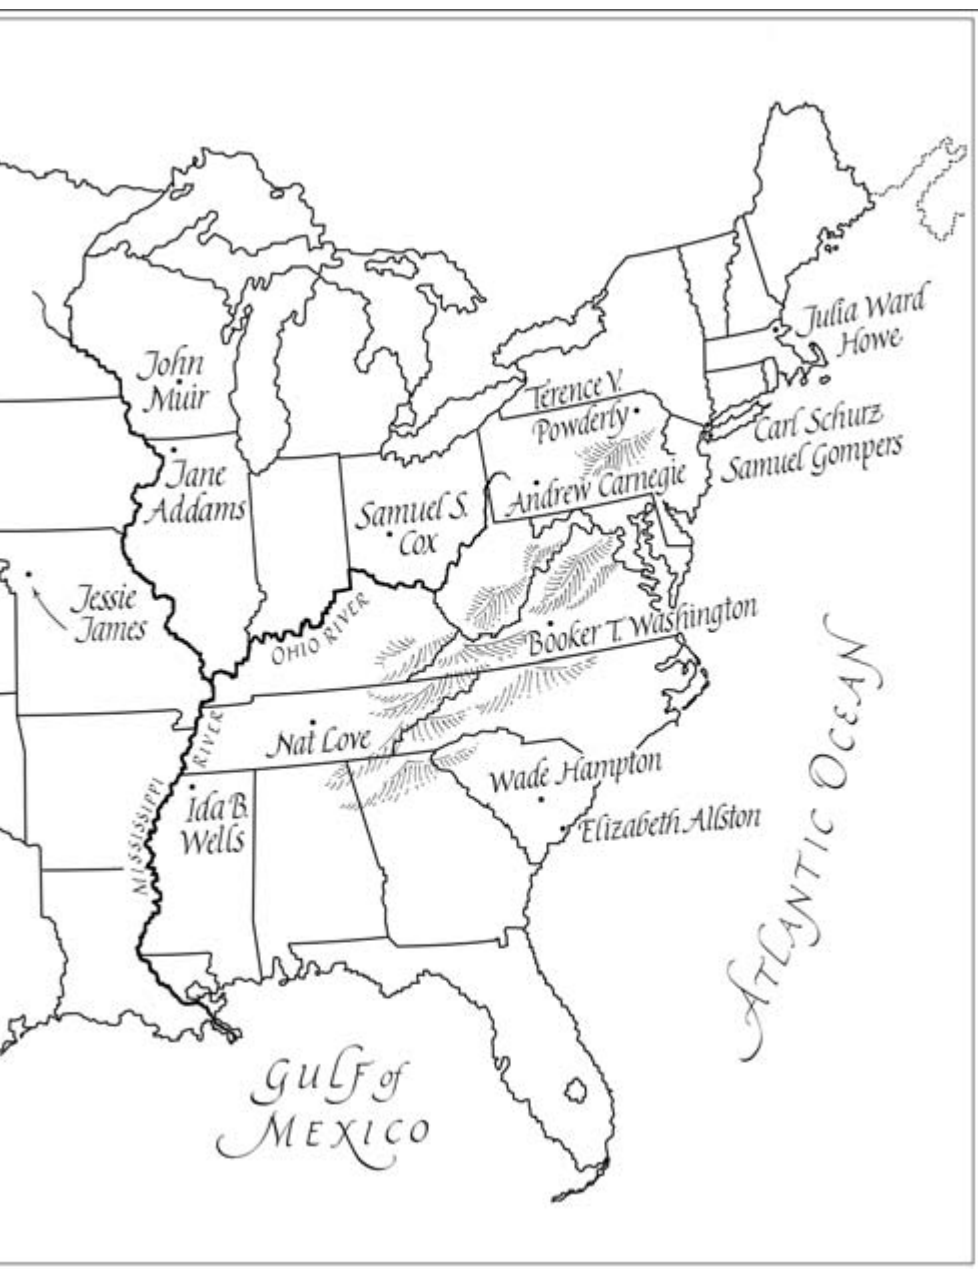 Julia Ward
Howe
John
Muir
Terence V.
Powderly
Carl Schurz
Samuel Gompers
Jane
Addams
Andrew Carnegie
Samuel S.
Cox
Jessie
James
OHIO RIVER
Booker T. Washington
Nat Love
MISSISSIPPI RIVER
Wade Hampton
Ida B.
Wells
Elizabeth Allston
ATLANTIC OCEAN
GULF of
MEXICO